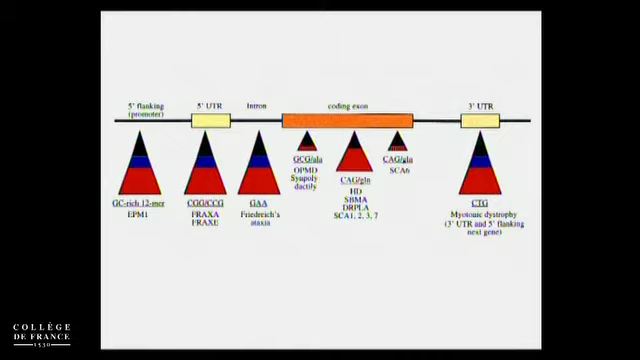 5' flanking
(promoter)
5' UTR
Intron
coding exon
3' UTR
GC-rich 12-mer
EPM1
CGG/CCG
FRAXA
FRAXE
GAA
Friedreich's
ataxia
GCG/ala
OPMD
Synpoly
dactily
CAG/gln
HD
SBMA
DRPLA
SCA1, 2, 3, 7
CAG/gln
SCA6
CTG
Myotonic dystrophy
(3' UTR and 5' flanking
next gene)
COLLÈGE
DE FRANCE
1530